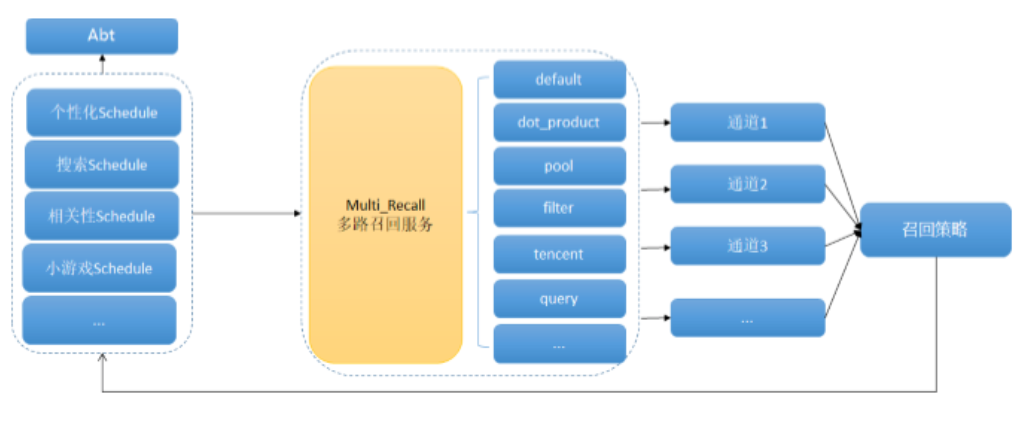 Abt
个性化Schedule
搜索Schedule
相关性Schedule
小游戏Schedule
...
Multi_Recall
多路召回服务
default
dot_product
pool
filter
tencent
query
...
通道1
通道2
通道3
...
召回策略